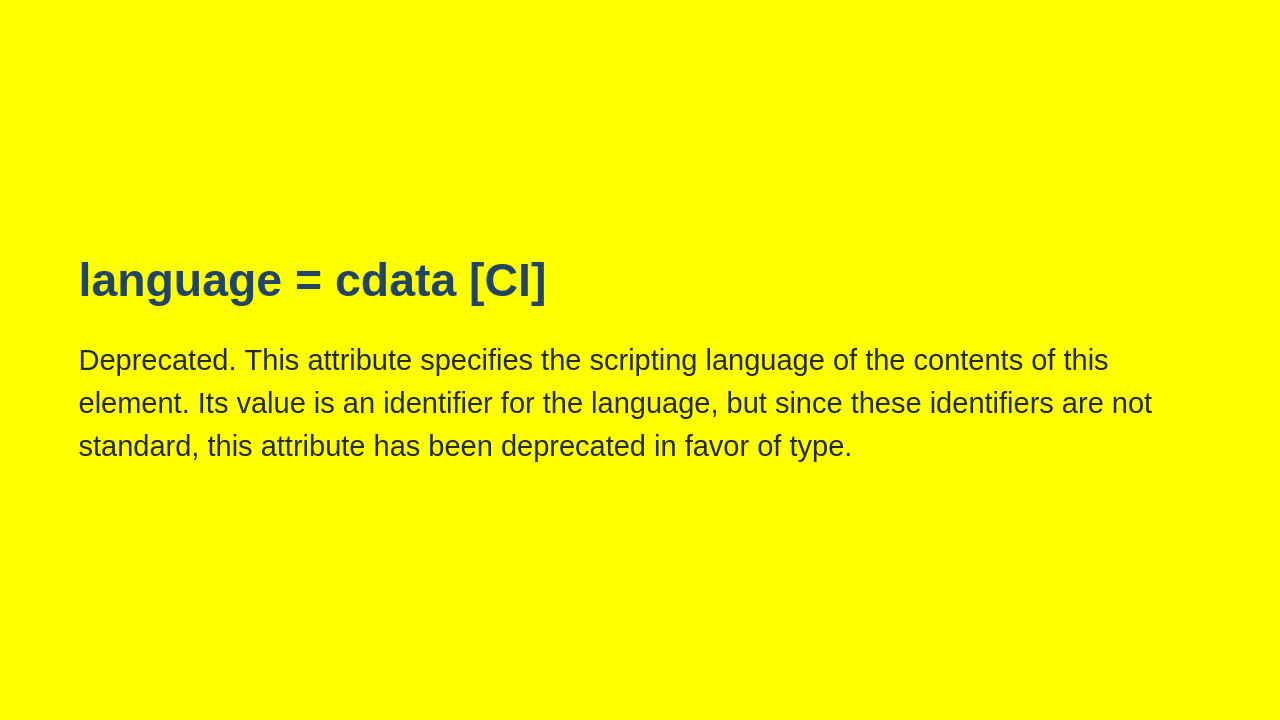 language = cdata [CI]
Deprecated. This attribute specifies the scripting language of the contents of this
element. Its value is an identifier for the language, but since these identifiers are not
standard, this attribute has been deprecated in favor of type.